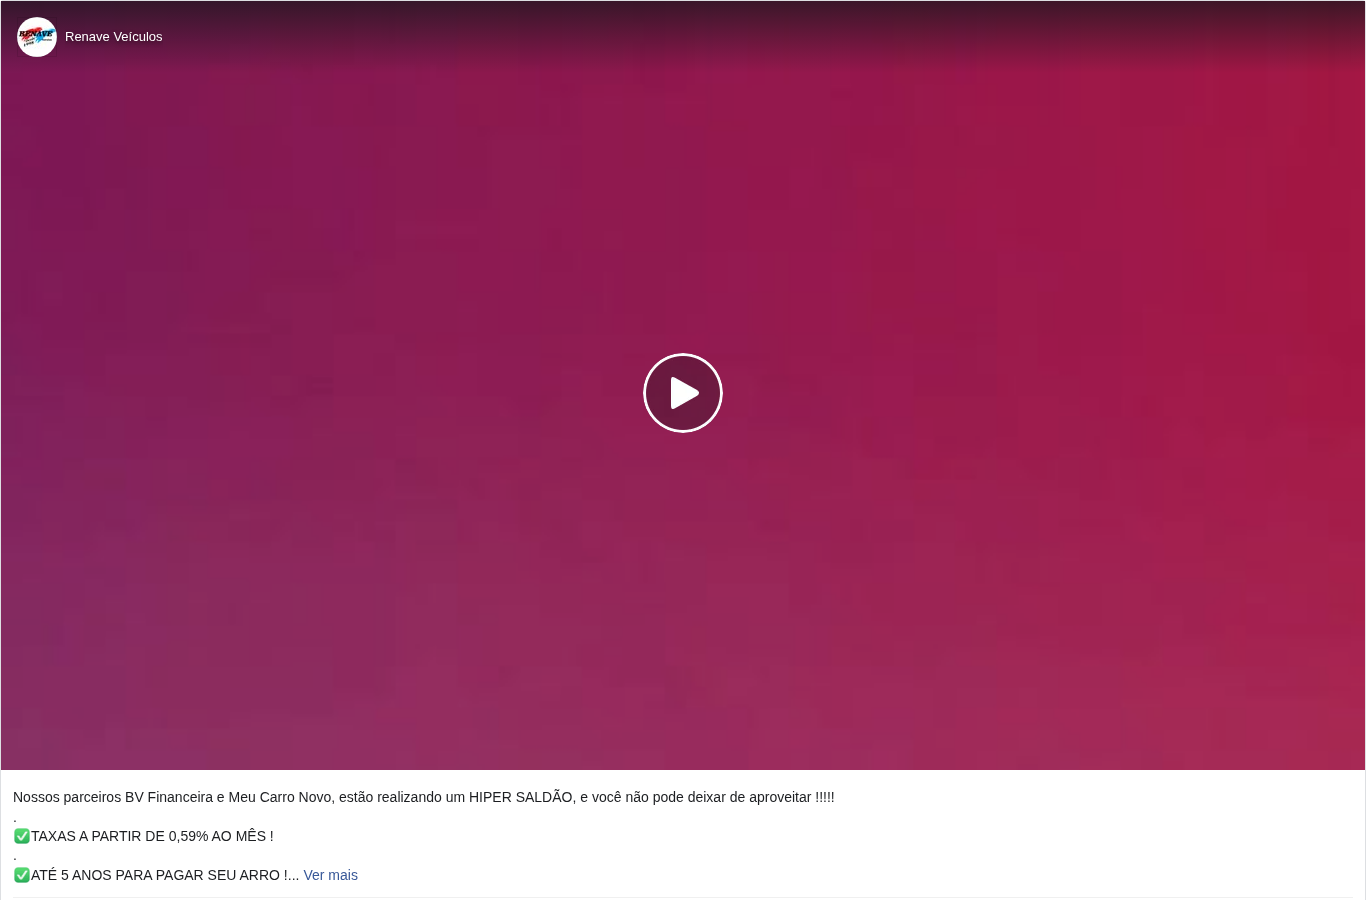 RENAVE
Renave Veículos
Nossos parceiros BV Financeira e Meu Carro Novo, estão realizando um HIPER SALDÃO, e você não pode deixar de aproveitar !!!!!
.
✅TAXAS A PARTIR DE 0,59% AO MÊS !
.
✅ATÉ 5 ANOS PARA PAGAR SEU ARRO !... Ver mais